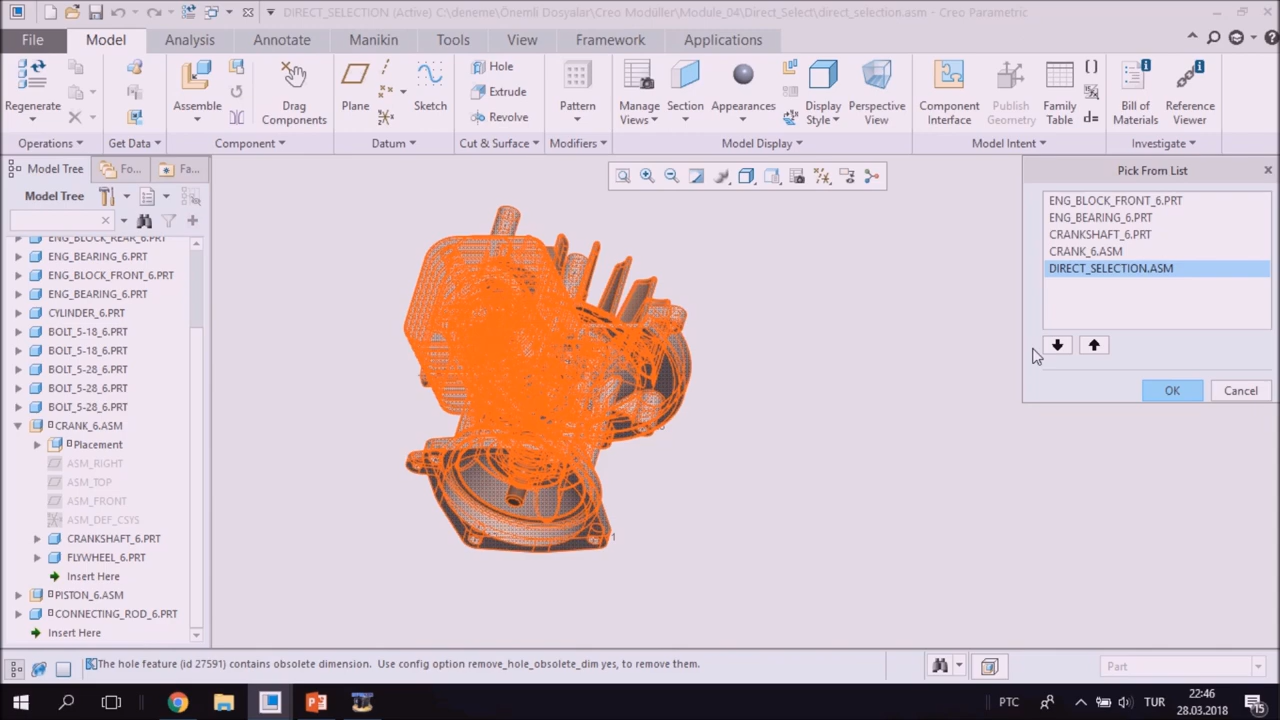 DIRECT_SELECTION (Active) C:\deneme\Önemli Dosyalar\Creo Modüller\Module_04\Direct_Select\direct_selection.asm - Creo Parametric
File Model Analysis Annotate Manikin Tools View Framework Applications
Regenerate
Assemble
Drag Components
Plane
Sketch
Hole
Extrude
Revolve
Pattern
Manage Views
Section
Appearances
Display Style
Perspective View
Component Interface
Publish Geometry
Family Table
Bill of Materials
Reference Viewer
Operations Get Data Component Datum Cut & Surface Modifiers Model Display Model Intent Investigate
Model Tree Fo... Fa...
Model Tree
ENG_BLOCK_REAR_6.PRT
ENG_BEARING_6.PRT
ENG_BLOCK_FRONT_6.PRT
ENG_BEARING_6.PRT
CYLINDER_6.PRT
BOLT_5-18_6.PRT
BOLT_5-18_6.PRT
BOLT_5-28_6.PRT
BOLT_5-28_6.PRT
BOLT_5-28_6.PRT
CRANK_6.ASM
Placement
ASM_RIGHT
ASM_TOP
ASM_FRONT
ASM_DEF_CSYS
CRANKSHAFT_6.PRT
FLYWHEEL_6.PRT
Insert Here
PISTON_6.ASM
CONNECTING_ROD_6.PRT
Insert Here
Pick From List
ENG_BLOCK_FRONT_6.PRT
ENG_BEARING_6.PRT
CRANKSHAFT_6.PRT
CRANK_6.ASM
DIRECT_SELECTION.ASM
OK Cancel
The hole feature (id 27591) contains obsolete dimension. Use config option remove_hole_obsolete_dim yes, to remove them.
Part
PTC
TUR
22:46
28.03.2018
15